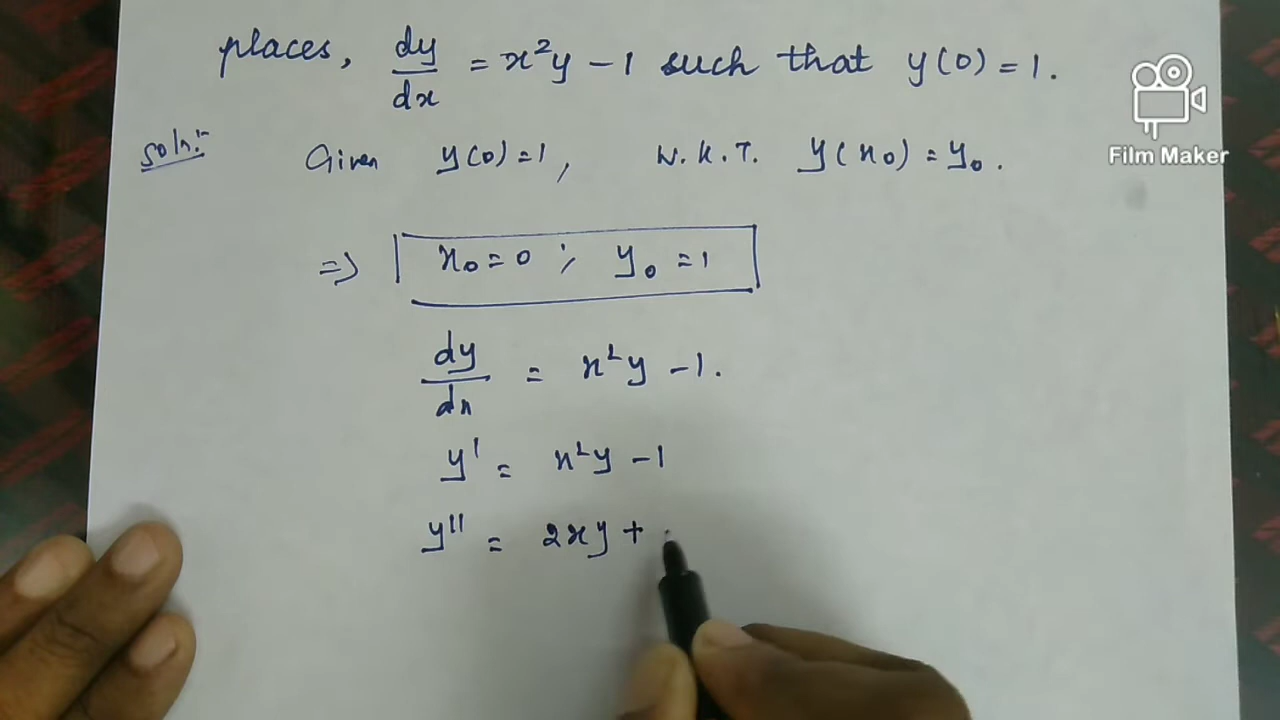 places, dy/dx = x²y - 1 such that y(0) = 1.
Film Maker
Soln:-
Given y(0) = 1, W.K.T. y(x₀) = y₀.
=> x₀ = 0 ; y₀ = 1
dy/dx = x²y - 1.
y' = x²y - 1
y'' = 2xy +